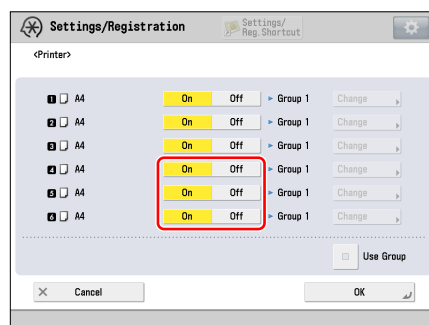 Settings/Registration
Settings/
Reg.Shortcut
<Printer>
1 A4 On Off ► Group 1 Change
2 A4 On Off ► Group 1 Change
3 A4 On Off ► Group 1 Change
4 A4 On Off ► Group 1 Change
5 A4 On Off ► Group 1 Change
6 A4 On Off ► Group 1 Change
Use Group
Cancel OK